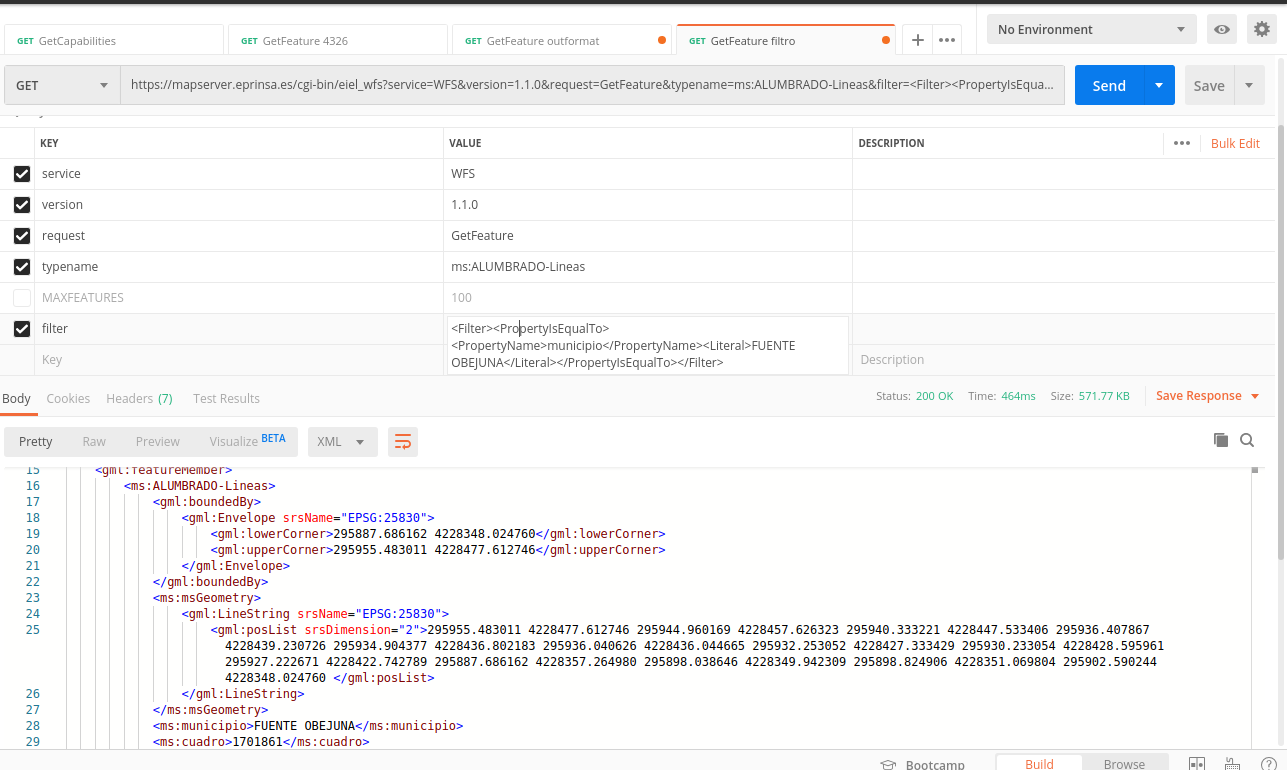 GET GetCapabilities GET GetFeature 4326 GET GetFeature outformat GET GetFeature filtro + ••• No Environment
GET https://mapserver.eprinsa.es/cgi-bin/eiel_wfs?service=WFS&version=1.1.0&request=GetFeature&typename=ms:ALUMBRADO-Lineas&filter=<Filter><PropertyIsEqua... Send Save
KEY VALUE DESCRIPTION ••• Bulk Edit
service WFS
version 1.1.0
request GetFeature
typename ms:ALUMBRADO-Lineas
MAXFEATURES 100
filter <Filter><PropertyIsEqualTo>
<PropertyName>municipio</PropertyName><Literal>FUENTE
OBEJUNA</Literal></PropertyIsEqualTo></Filter>
Key Description
Body Cookies Headers (7) Test Results Status: 200 OK Time: 464ms Size: 571.77 KB Save Response
Pretty Raw Preview Visualize BETA XML
15 <gml:featureMember>
16 <ms:ALUMBRADO-Lineas>
17 <gml:boundedBy>
18 <gml:Envelope srsName="EPSG:25830">
19 <gml:lowerCorner>295887.686162 4228348.024760</gml:lowerCorner>
20 <gml:upperCorner>295955.483011 4228477.612746</gml:upperCorner>
21 </gml:Envelope>
22 </gml:boundedBy>
23 <ms:msGeometry>
24 <gml:LineString srsName="EPSG:25830">
25 <gml:posList srsDimension="2">295955.483011 4228477.612746 295944.960169 4228457.626323 295940.333221 4228447.533406 295936.407867
4228439.230726 295934.904377 4228436.802183 295936.040626 4228436.044665 295932.253052 4228427.333429 295930.233054 4228428.595961
295927.222671 4228422.742789 295887.686162 4228357.264980 295898.038646 4228349.942309 295898.824906 4228351.069804 295902.590244
4228348.024760 </gml:posList>
26 </gml:LineString>
27 </ms:msGeometry>
28 <ms:municipio>FUENTE OBEJUNA</ms:municipio>
29 <ms:cuadro>1701861</ms:cuadro>
Bootcamp Build Browse